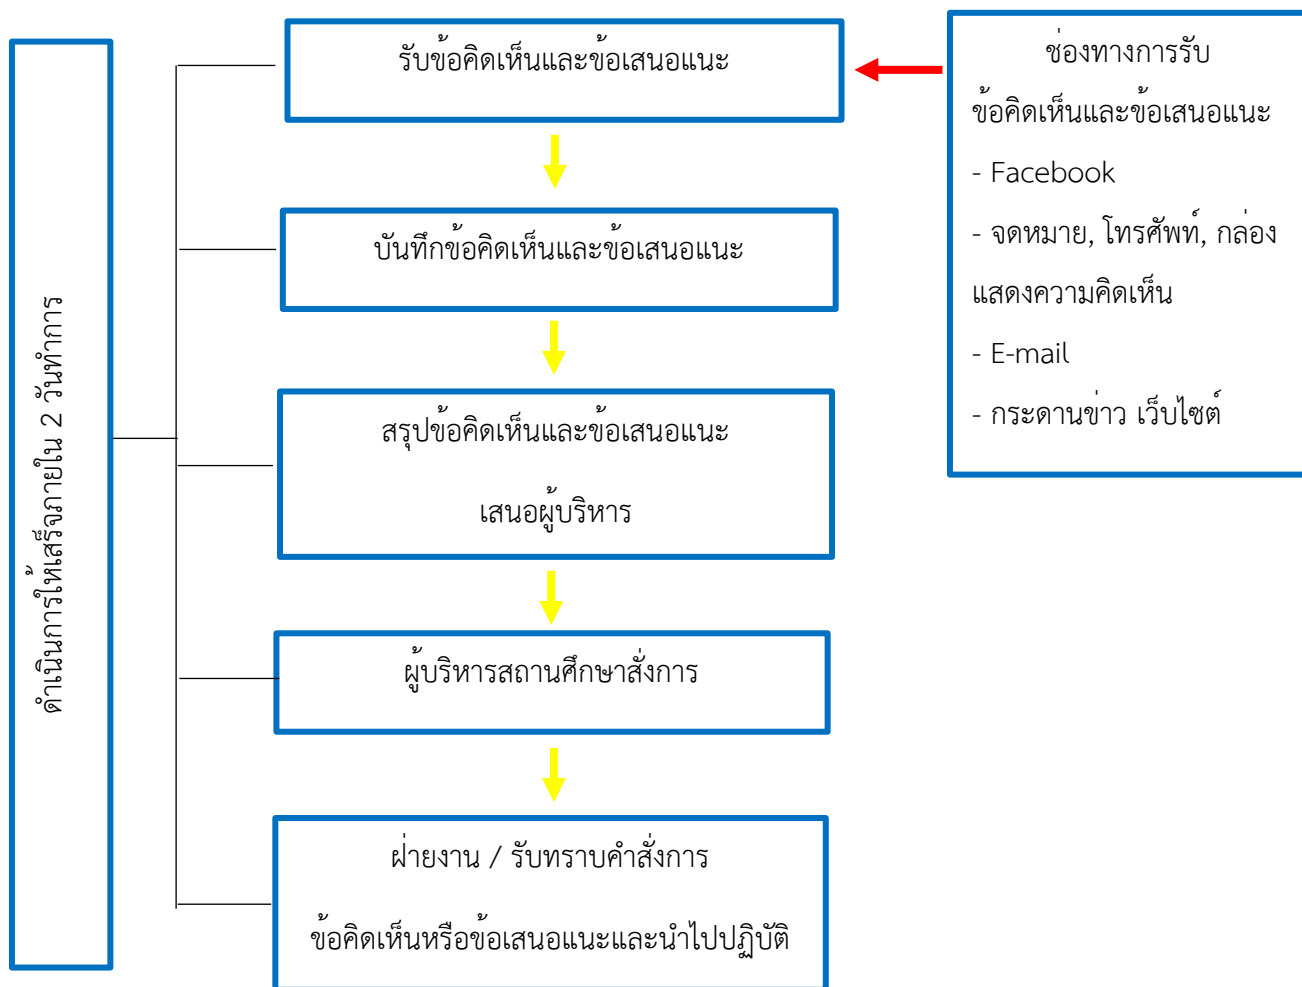 ดำเนินการให้เสร็จภายใน 2 วันทำการ
รับข้อคิดเห็นและข้อเสนอแนะ
บันทึกข้อคิดเห็นและข้อเสนอแนะ
สรุปข้อคิดเห็นและข้อเสนอแนะ
เสนอผู้บริหาร
ผู้บริหารสถานศึกษาสั่งการ
ฝ่ายงาน / รับทราบคำสั่งการ
ข้อคิดเห็นหรือข้อเสนอแนะและนำไปปฏิบัติ
ช่องทางการรับ
ข้อคิดเห็นและข้อเสนอแนะ
- Facebook
- จดหมาย, โทรศัพท์, กล่อง
แสดงความคิดเห็น
- E-mail
- กระดานข่าว เว็บไซต์